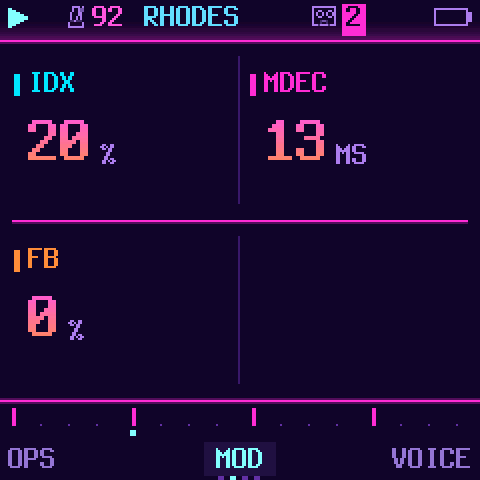 92 RHODES 2
IDX MDEC
20 % 13 MS
FB
0 %
OPS MOD VOICE